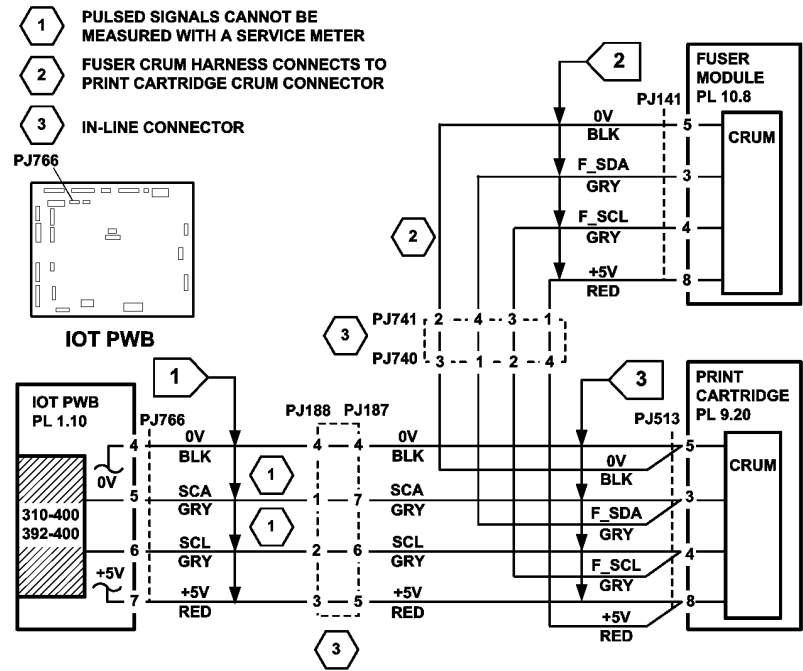 1 PULSED SIGNALS CANNOT BE
MEASURED WITH A SERVICE METER
2 FUSER CRUM HARNESS CONNECTS TO
PRINT CARTRIDGE CRUM CONNECTOR
3 IN-LINE CONNECTOR
PJ766
IOT PWB
2
FUSER
MODULE
PL 10.8
PJ141
CRUM
0V
BLK
5
F_SDA
GRY
3
F_SCL
GRY
4
+5V
RED
8
2
PJ741 2 4 3 1
3
PJ740 3 1 2 4
1
3
IOT PWB
PL 1.10
PJ766
PJ188 PJ187
PJ513
PRINT
CARTRIDGE
PL 9.20
CRUM
310-400
392-400
0V
+5V
4 0V 4 4 0V 5
BLK BLK
0V
BLK
1
5 SCA 1 7 SCA 3
GRY GRY
F_SDA
GRY
1
6 SCL 2 6 SCL 4
GRY GRY
F_SCL
GRY
7 +5V 3 5 +5V 8
RED RED
+5V
RED
3